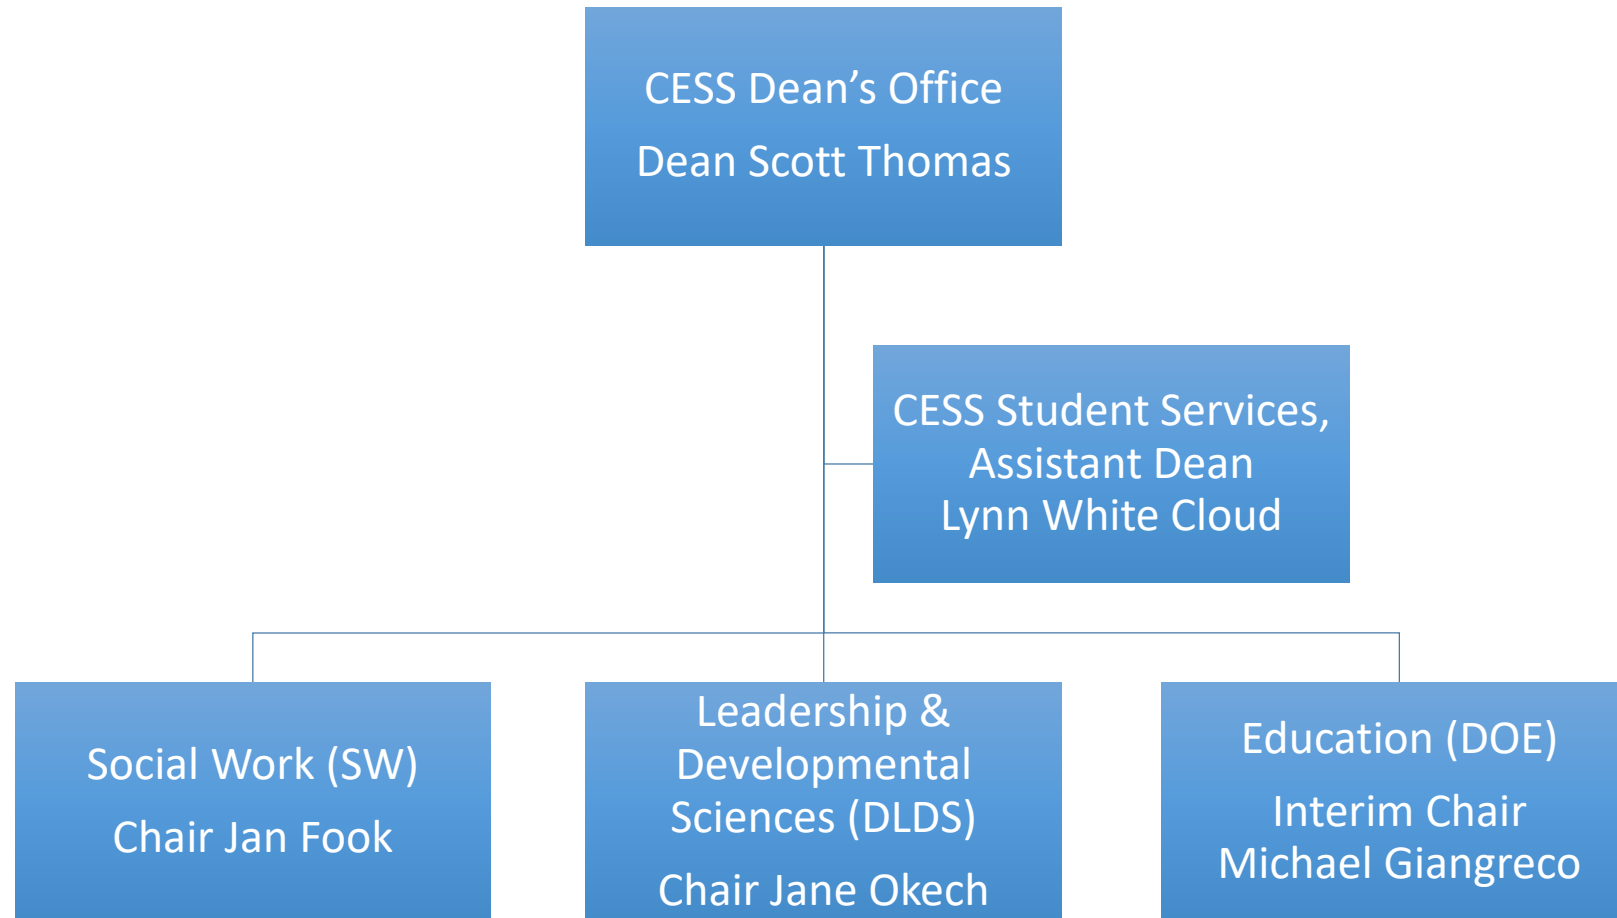 CESS Dean’s Office
Dean Scott Thomas
CESS Student Services,
Assistant Dean
Lynn White Cloud
Social Work (SW)
Chair Jan Fook
Leadership &
Developmental
Sciences (DLDS)
Chair Jane Okech
Education (DOE)
Interim Chair
Michael Giangreco